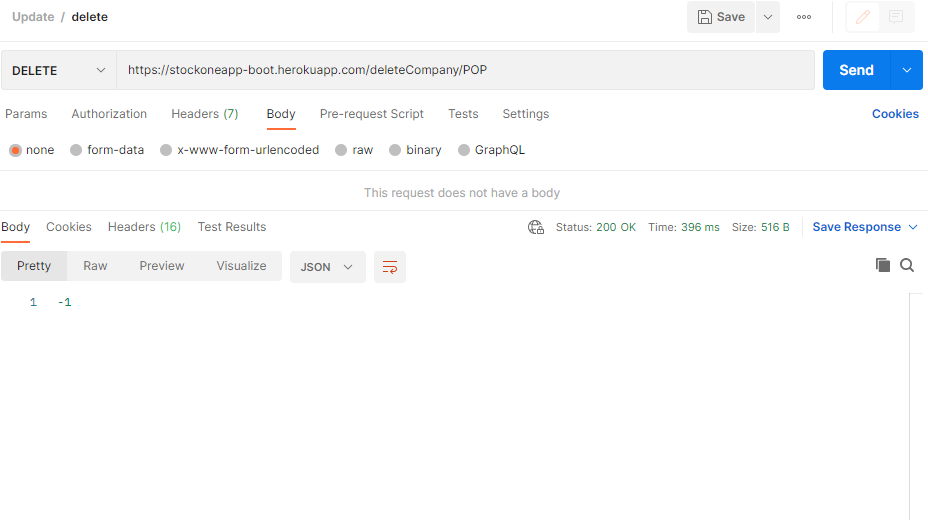 Update / delete
Save
DELETE
https://stockoneapp-boot.herokuapp.com/deleteCompany/POP
Send
Params Authorization Headers (7) Body Pre-request Script Tests Settings Cookies
none form-data x-www-form-urlencoded raw binary GraphQL
This request does not have a body
Body Cookies Headers (16) Test Results Status: 200 OK Time: 396 ms Size: 516 B Save Response
Pretty Raw Preview Visualize JSON
1 -1